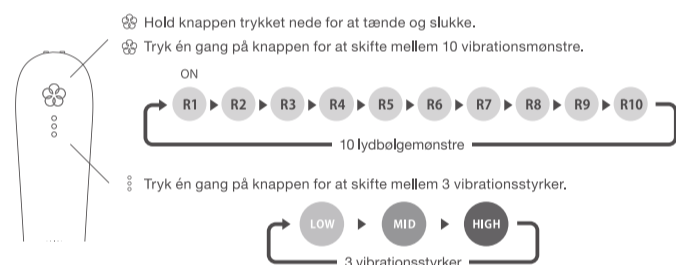 Hold knappen trykket nede for at tænde og slukke.
Tryk én gang på knappen for at skifte mellem 10 vibrationsmønstre.
ON
R1 R2 R3 R4 R5 R6 R7 R8 R9 R10
10 lydbølgemønstre
Tryk én gang på knappen for at skifte mellem 3 vibrationsstyrker.
LOW MID HIGH
3 vibrationsstyrker